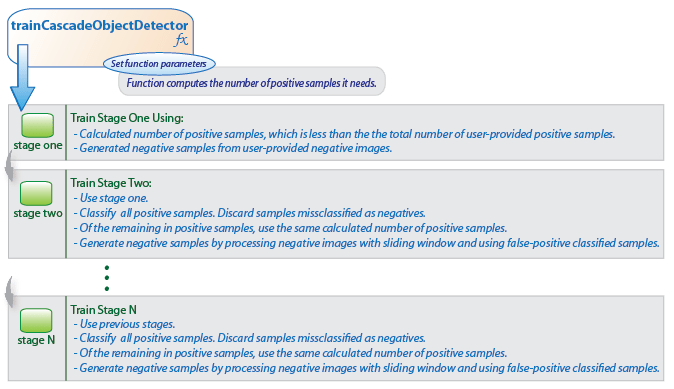 trainCascadeObjectDetector
fx
Set function parameters
Function computes the number of positive samples it needs.
stage one
Train Stage One Using:
- Calculated number of positive samples, which is less than the the total number of user-provided positive samples.
- Generated negative samples from user-provided negative images.
stage two
Train Stage Two:
- Use stage one.
- Classify all positive samples. Discard samples missclassified as negatives.
- Of the remaining in positive samples, use the same calculated number of positive samples.
- Generate negative samples by processing negative images with sliding window and using false-positive classified samples.
stage N
Train Stage N
- Use previous stages.
- Classify all positive samples. Discard samples missclassified as negatives.
- Of the remaining in positive samples, use the same calculated number of positive samples.
- Generate negative samples by processing negative images with sliding window and using false-positive classified samples.